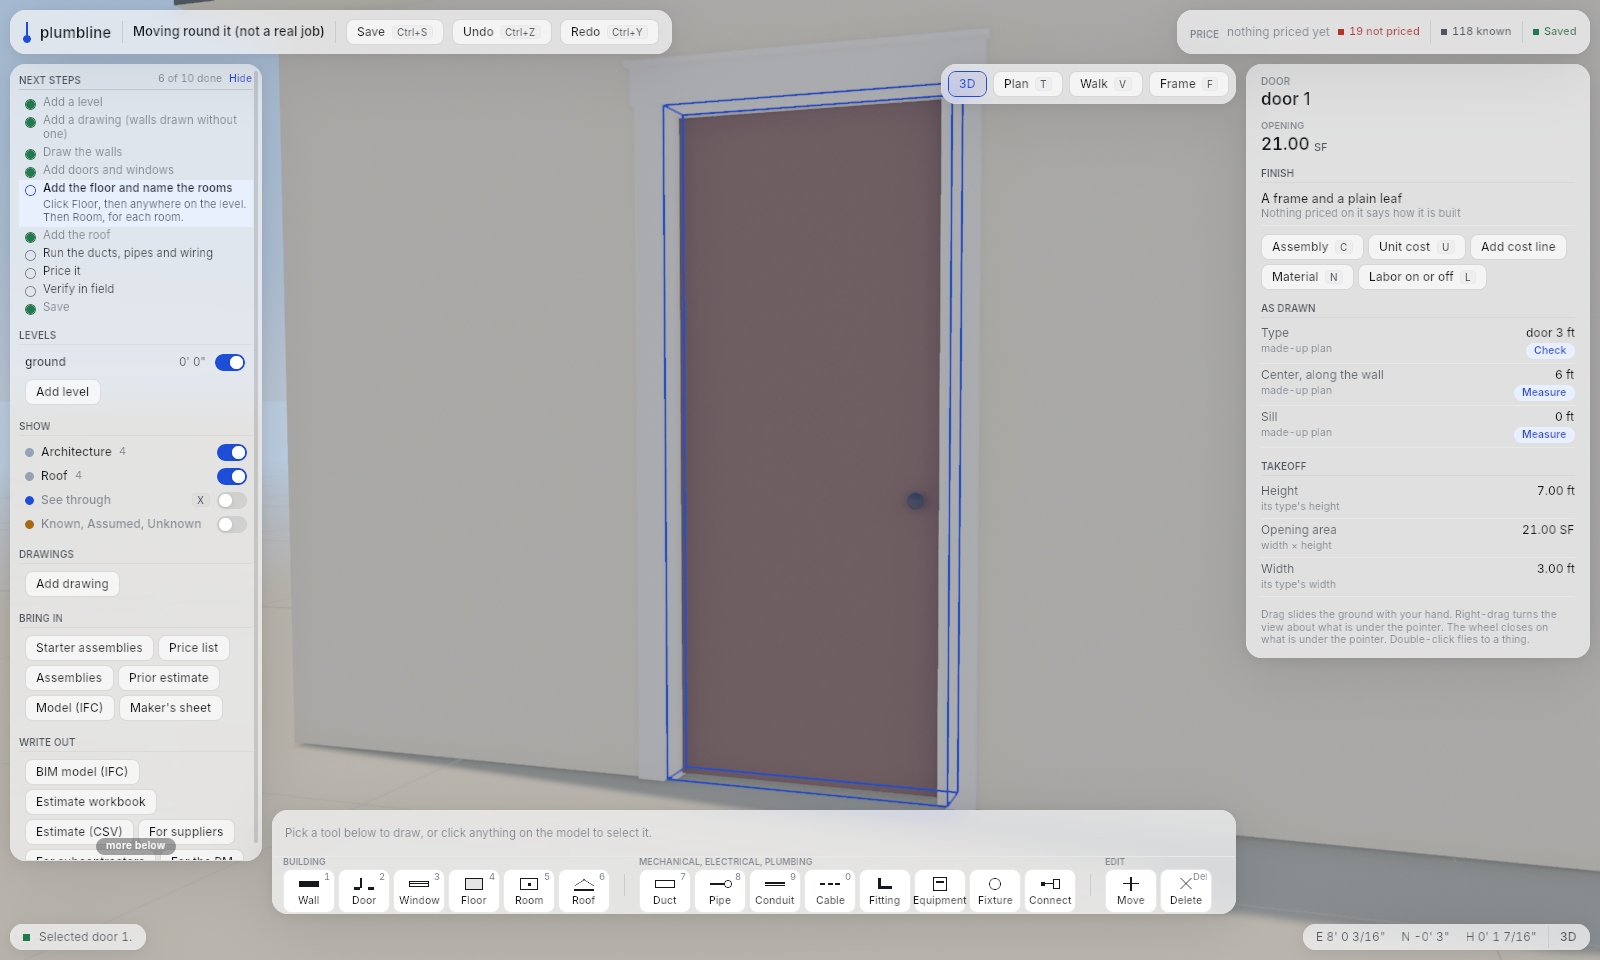 plumbline
Moving round it (not a real job)
Save Ctrl+S
Undo Ctrl+Z
Redo Ctrl+Y
PRICE nothing priced yet
19 not priced
118 known
Saved
NEXT STEPS 6 of 10 done Hide
Add a level
Add a drawing (walls drawn without
one)
Draw the walls
Add doors and windows
Add the floor and name the rooms
Click Floor, then anywhere on the level.
Then Room, for each room.
Add the roof
Run the ducts, pipes and wiring
Price it
Verify in field
Save
LEVELS
ground 0' 0"
Add level
SHOW
Architecture 4
Roof 4
See through X
Known, Assumed, Unknown
DRAWINGS
Add drawing
BRING IN
Starter assemblies Price list
Assemblies Prior estimate
Model (IFC) Maker's sheet
WRITE OUT
BIM model (IFC)
Estimate workbook
Estimate (CSV) For suppliers
more below
For subcontractors For the PM
3D
Plan T
Walk V
Frame F
DOOR
door 1
OPENING
21.00 SF
FINISH
A frame and a plain leaf
Nothing priced on it says how it is built
Assembly C Unit cost U Add cost line
Material N Labor on or off L
AS DRAWN
Type door 3 ft
made-up plan Check
Center, along the wall 6 ft
made-up plan Measure
Sill 0 ft
made-up plan Measure
TAKEOFF
Height 7.00 ft
its type's height
Opening area 21.00 SF
width × height
Width 3.00 ft
its type's width
Drag slides the ground with your hand. Right-drag turns the
view about what is under the pointer. The wheel closes on
what is under the pointer. Double-click flies to a thing.
Pick a tool below to draw, or click anything on the model to select it.
BUILDING
Wall 1
Door 2
Window 3
Floor 4
Room 5
Roof 6
MECHANICAL, ELECTRICAL, PLUMBING
Duct 7
Pipe 8
Conduit 9
Cable 0
Fitting
Equipment
Fixture
Connect
EDIT
Move
Delete Del
Selected door 1.
E 8' 0 3/16" N -0' 3" H 0' 1 7/16" 3D